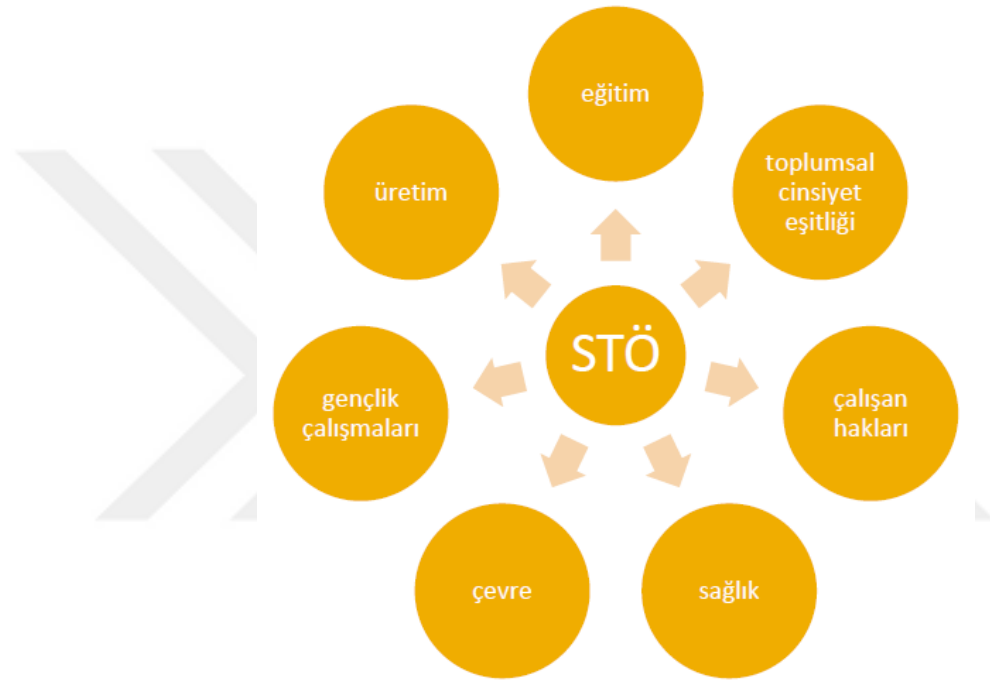 eğitim
toplumsal
cinsiyet
eşitliği
üretim
STÖ
gençlik
çalışmaları
çalışan
hakları
çevre
sağlık